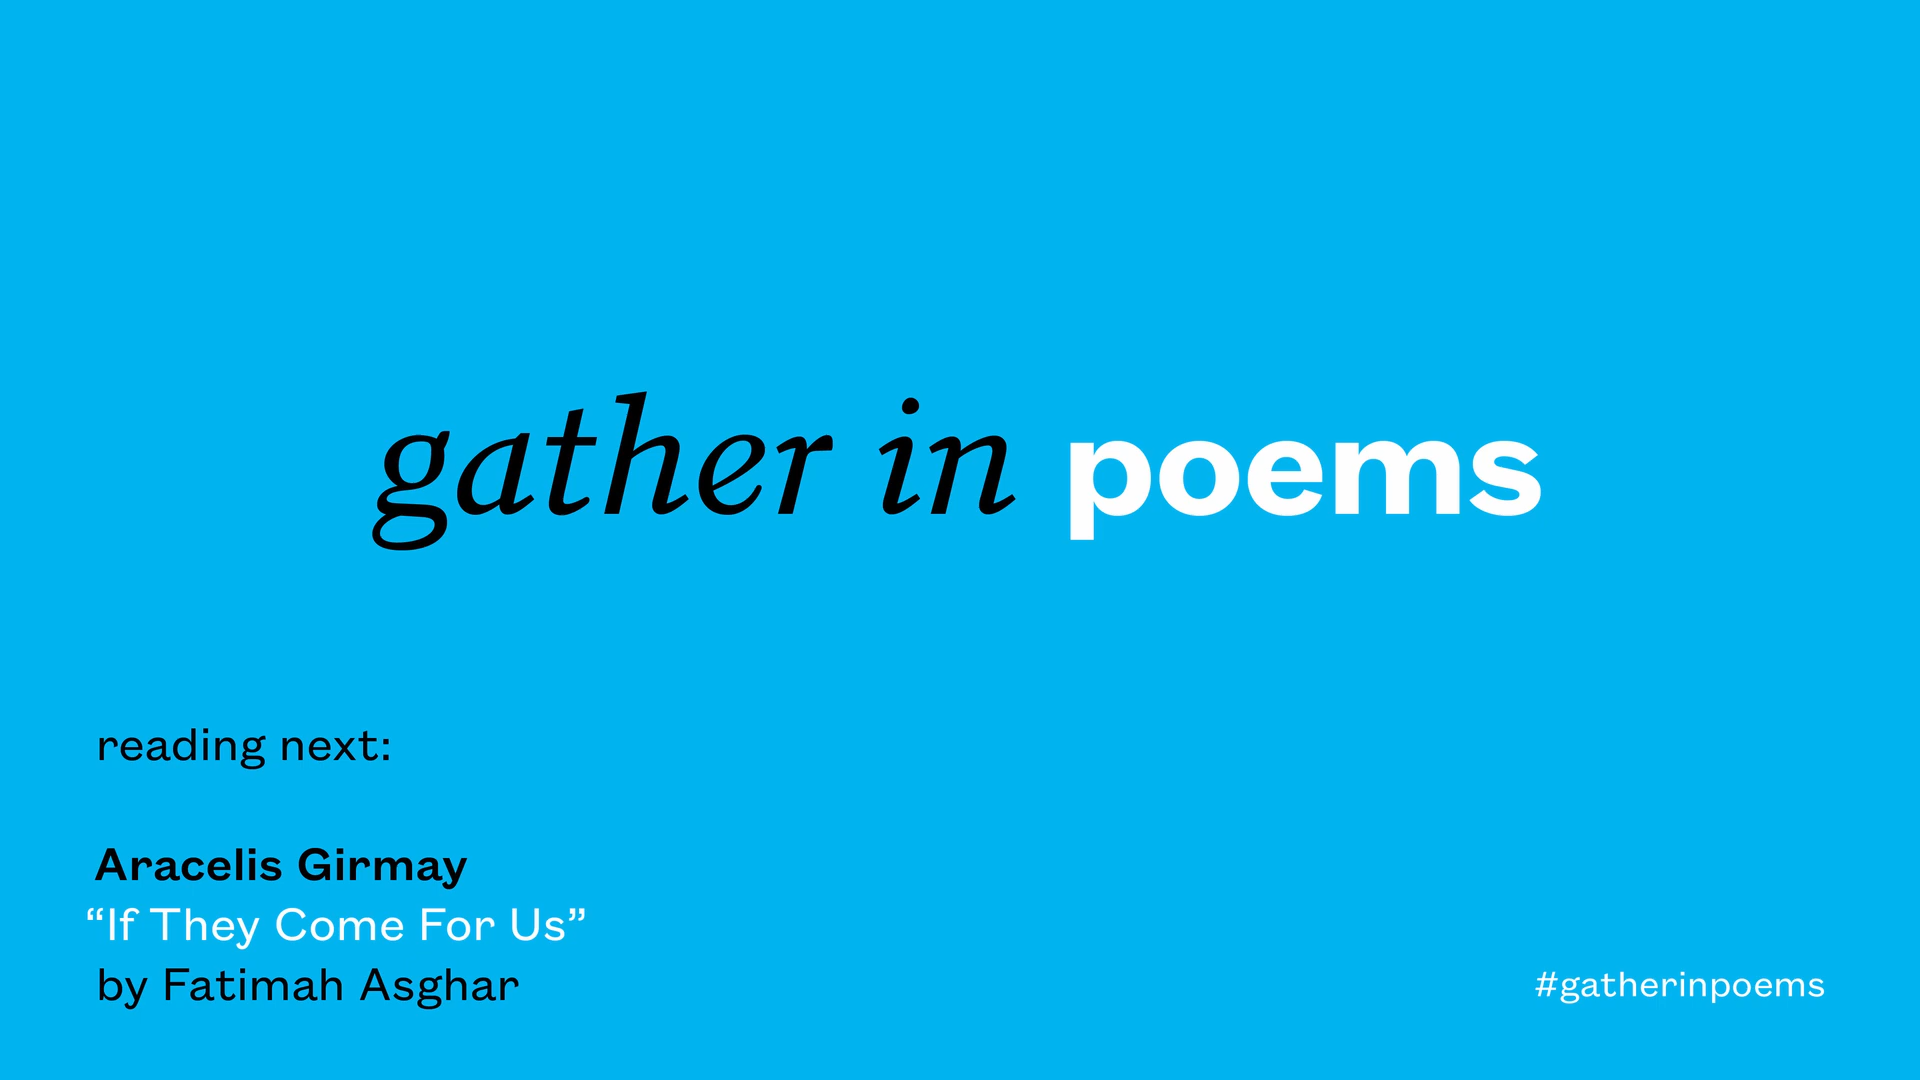 gather in poems
reading next:
Aracelis Girmay
“If They Come For Us”
by Fatimah Asghar
#gatherinpoems